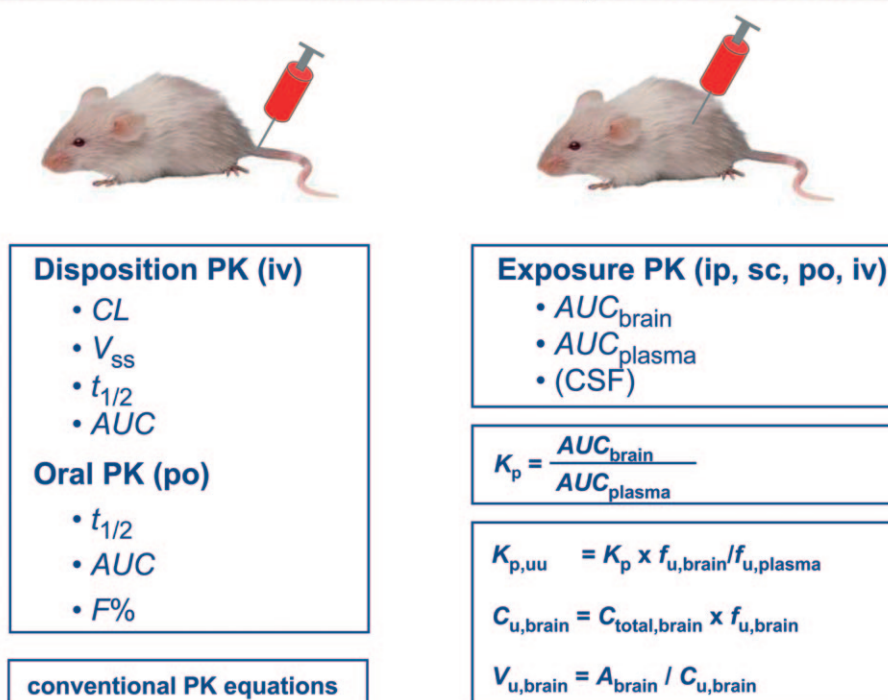 Disposition PK (iv)
• CL
• Vss
• t1/2
• AUC
Oral PK (po)
• t1/2
• AUC
• F%
conventional PK equations
Exposure PK (ip, sc, po, iv)
• AUCbrain
• AUCplasma
• (CSF)
Kp = AUCbrain
AUCplasma
Kp,uu = Kp x fu,brain/fu,plasma
Cu,brain = Ctotal,brain x fu,brain
Vu,brain = Abrain / Cu,brain